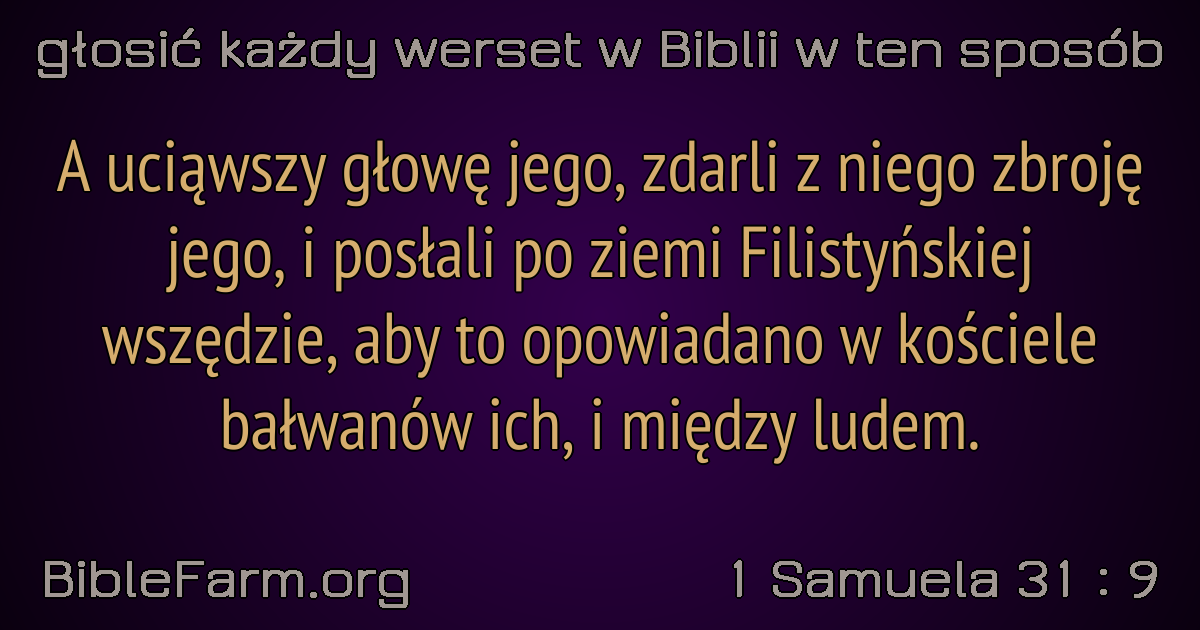 głosić każdy werset w Biblii w ten sposób
A uciąwszy głowę jego, zdarli z niego zbroję
jego, i posłali po ziemi Filistyńskiej
wszędzie, aby to opowiadano w kościele
bałwanów ich, i między ludem.
BibleFarm.org
1 Samuela 31 : 9